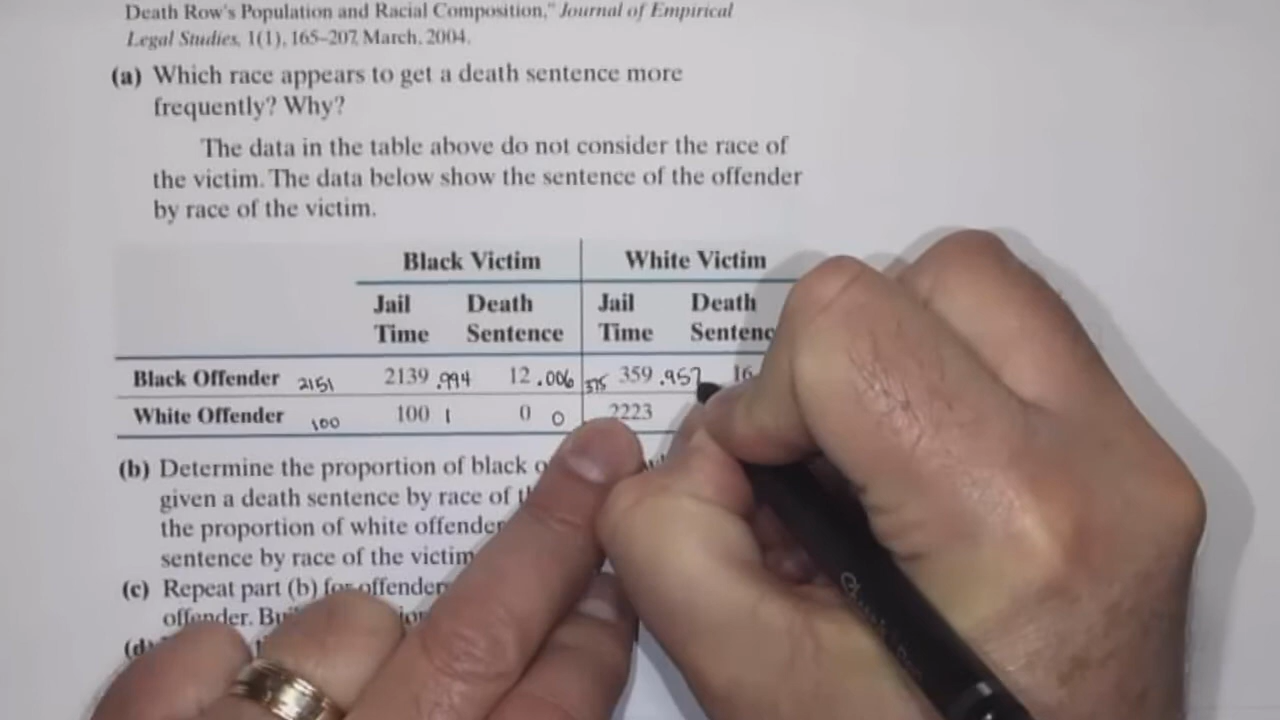 Death Row's Population and Racial Composition," Journal of Empirical
Legal Studies, 1(1), 165–207, March, 2004.
(a) Which race appears to get a death sentence more
frequently? Why?
The data in the table above do not consider the race of
the victim. The data below show the sentence of the offender
by race of the victim.
Black Victim White Victim
Jail Death Jail Death
Time Sentence Time Sentenc
Black Offender 2151 2139 .994 12 .006 375 359 .957 16
White Offender 100 100 1 0 0 2223
(b) Determine the proportion of black
given a death sentence by race of
the proportion of white offender
sentence by race of the victim
(c) Repeat part (b) for offender
offender.
(d)